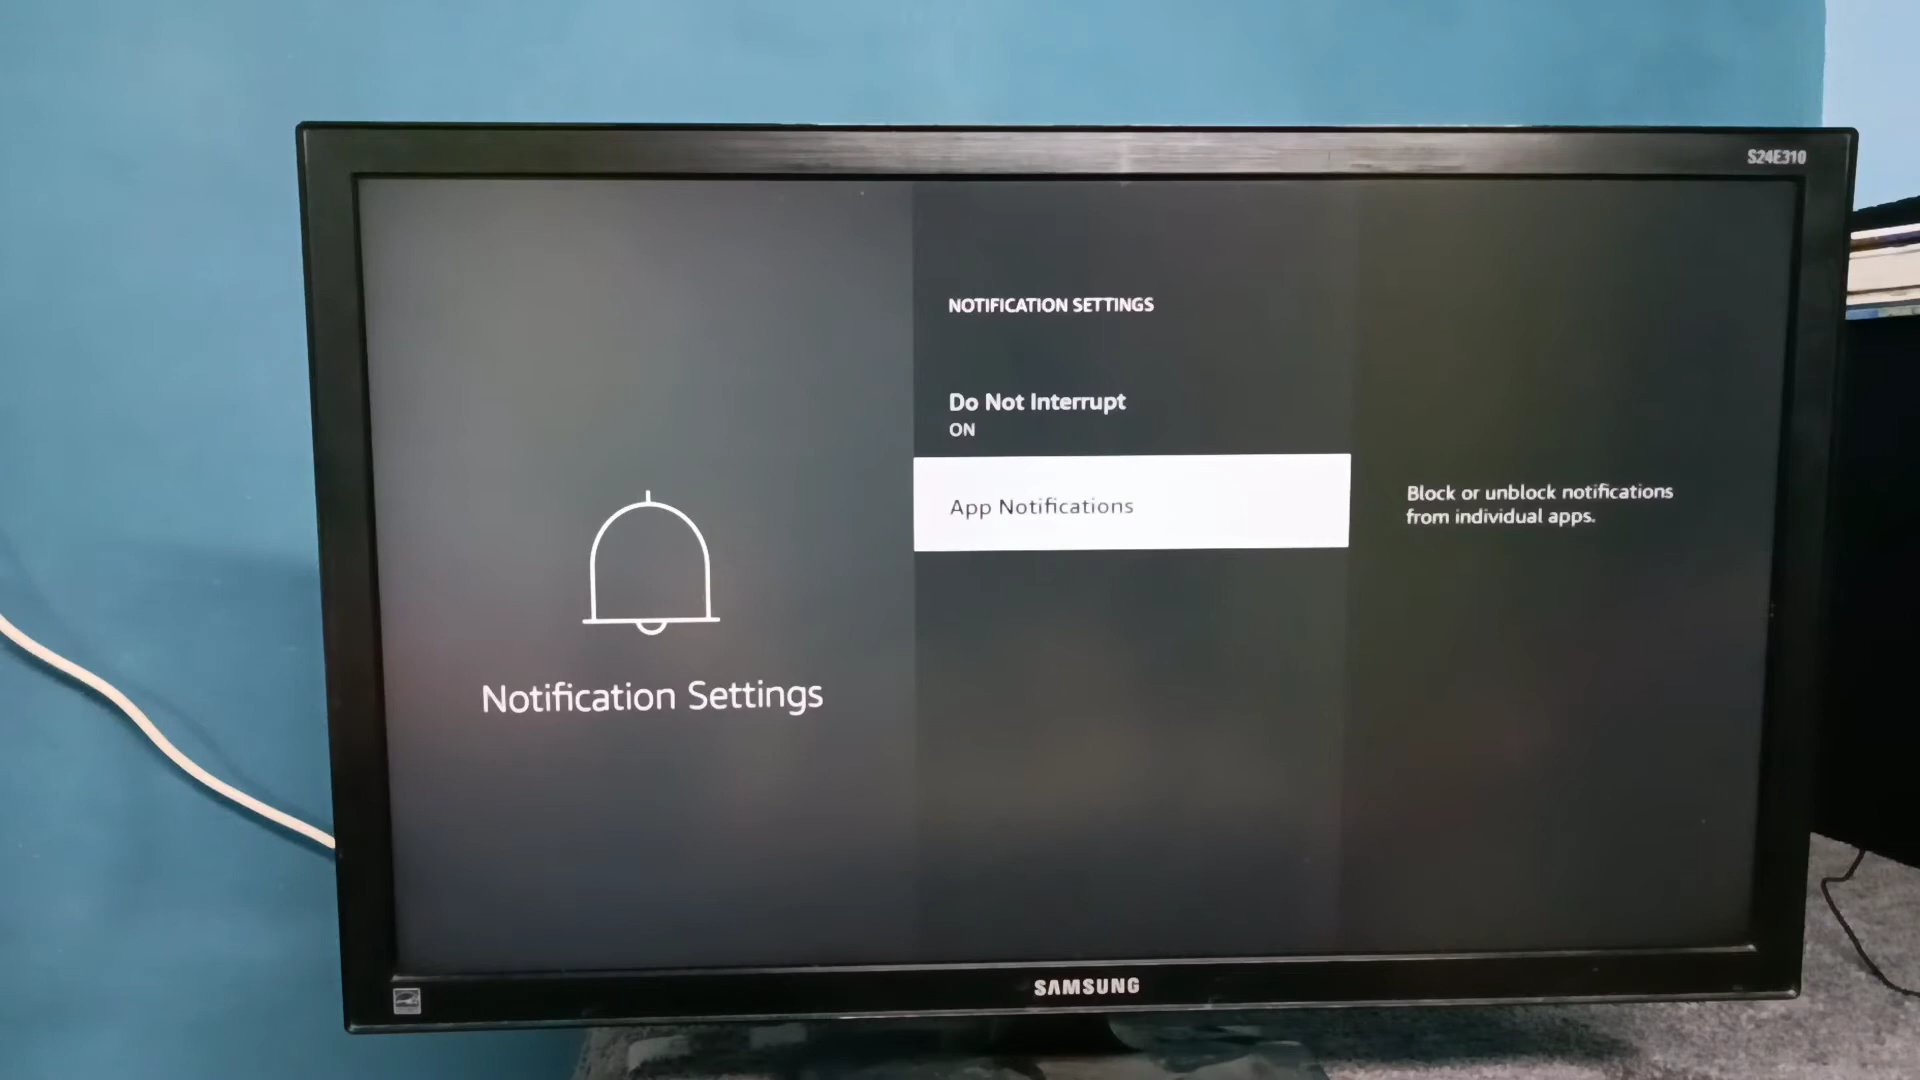 S24E310
NOTIFICATION SETTINGS
Do Not Interrupt
ON
App Notifications
Block or unblock notifications
from individual apps.
Notification Settings
SAMSUNG